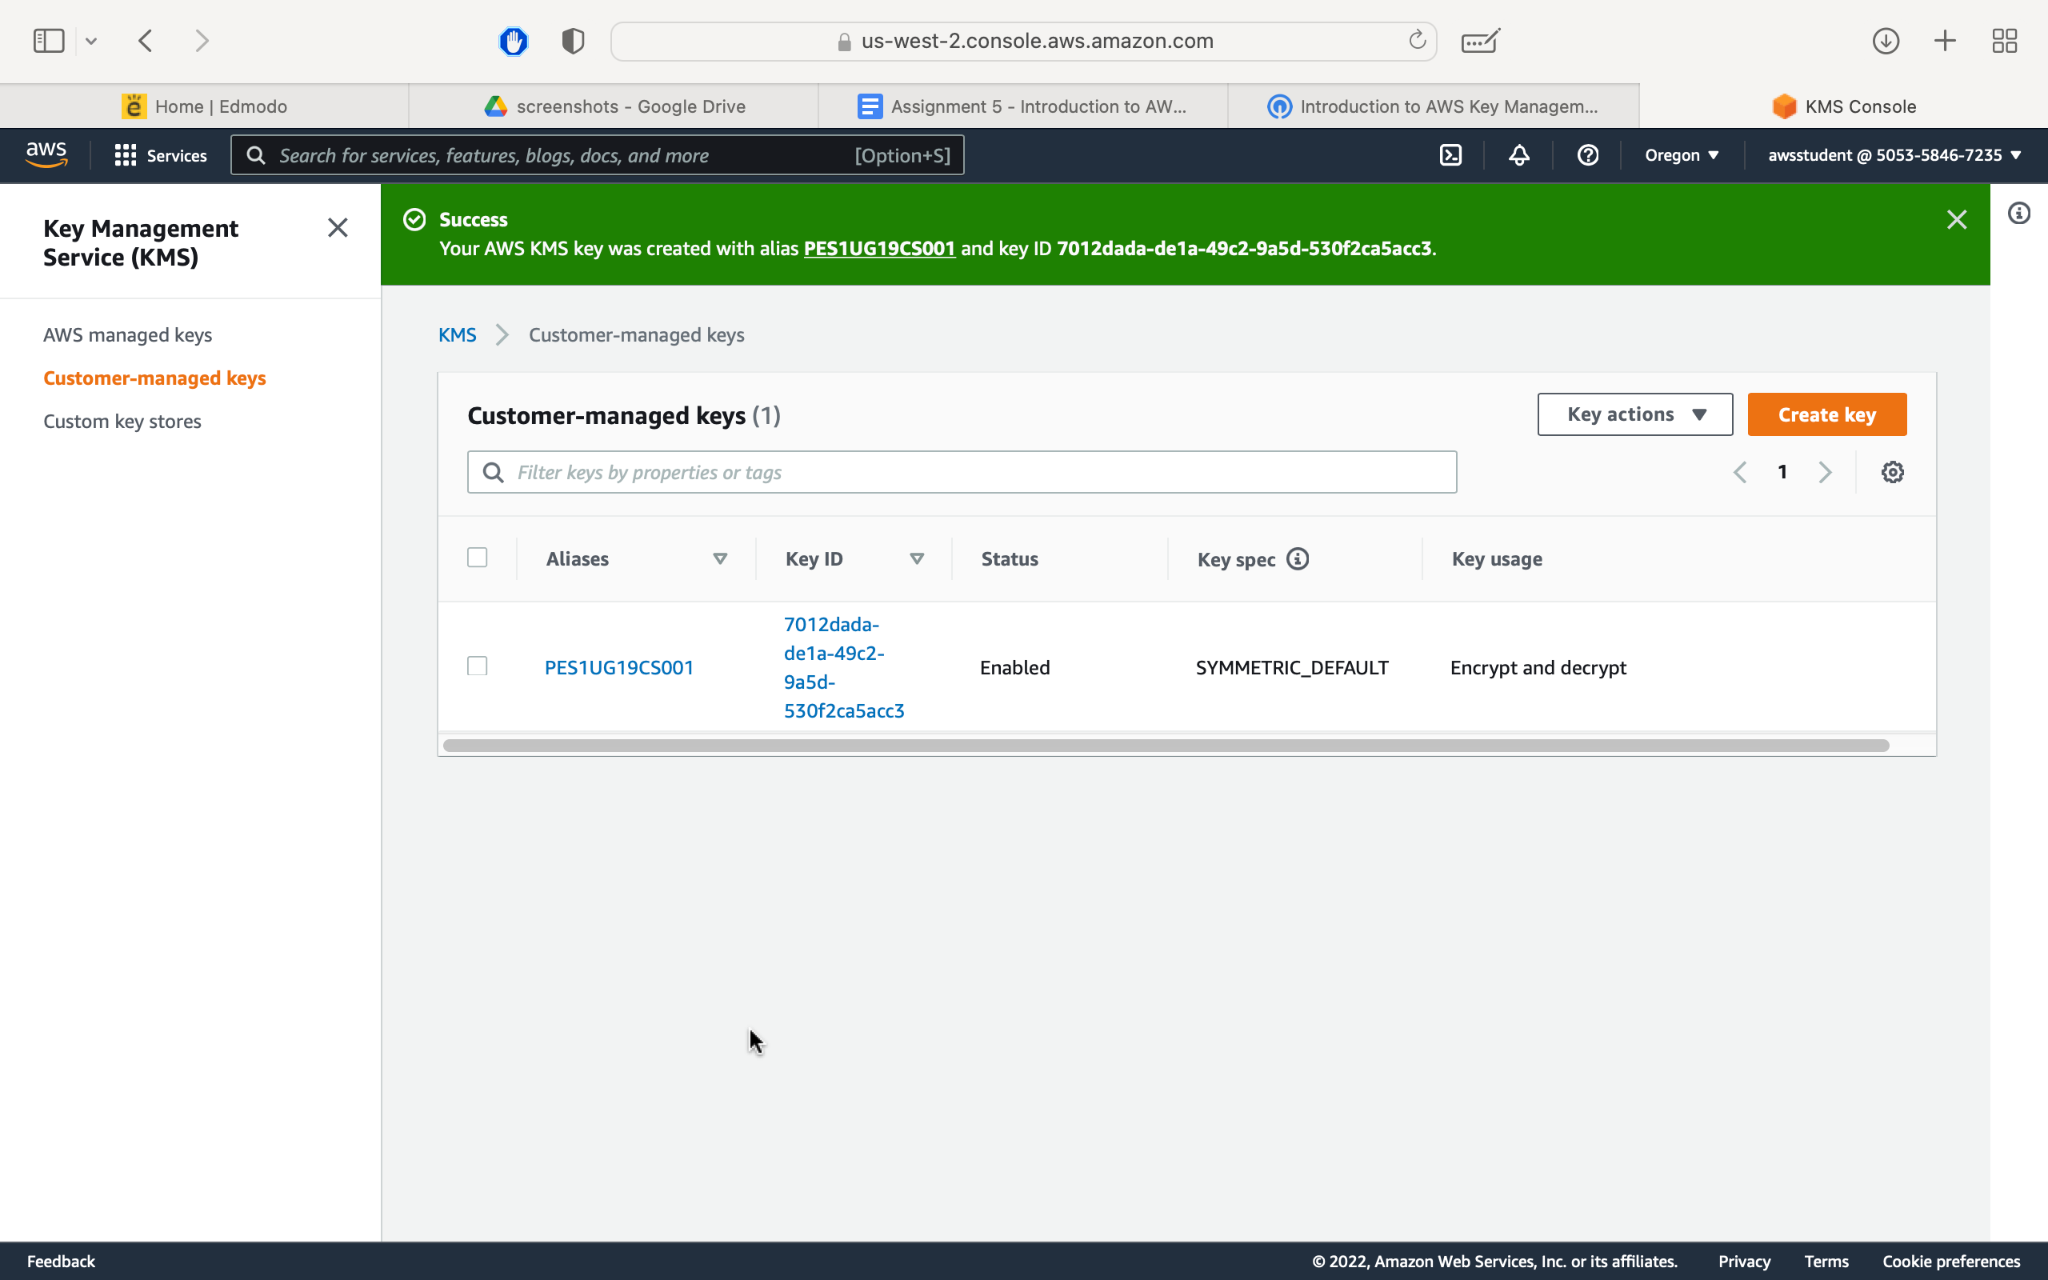 us-west-2.console.aws.amazon.com
Home | Edmodo
screenshots - Google Drive
Assignment 5 - Introduction to AW...
Introduction to AWS Key Managem...
KMS Console
aws
Services
Search for services, features, blogs, docs, and more
[Option+S]
Oregon
awsstudent @ 5053-5846-7235
Key Management
Service (KMS)
AWS managed keys
Customer-managed keys
Custom key stores
Success
Your AWS KMS key was created with alias PES1UG19CS001 and key ID 7012dada-de1a-49c2-9a5d-530f2ca5acc3.
KMS
Customer-managed keys
Customer-managed keys (1)
Key actions
Create key
Filter keys by properties or tags
1
Aliases
Key ID
Status
Key spec
Key usage
PES1UG19CS001
7012dada-
de1a-49c2-
9a5d-
530f2ca5acc3
Enabled
SYMMETRIC_DEFAULT
Encrypt and decrypt
Feedback
© 2022, Amazon Web Services, Inc. or its affiliates.
Privacy
Terms
Cookie preferences